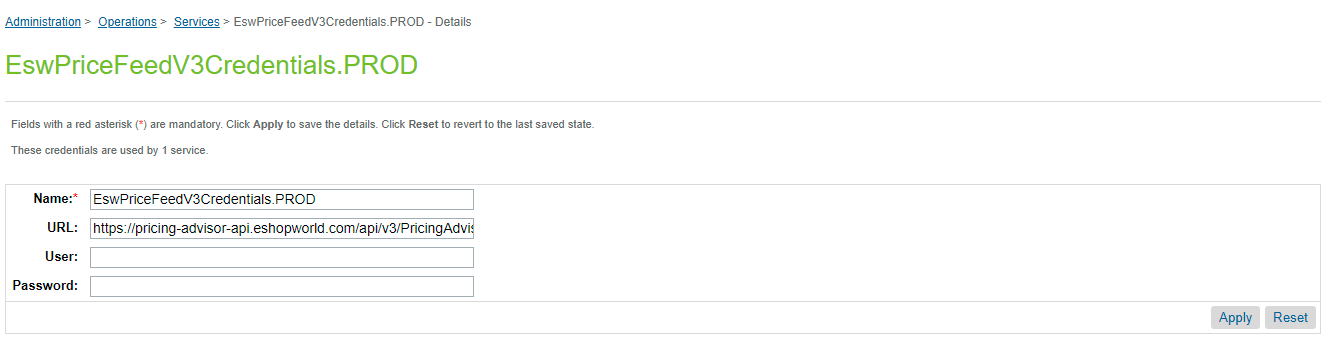 Administration > Operations > Services > EswPriceFeedV3Credentials.PROD - Details
EswPriceFeedV3Credentials.PROD
Fields with a red asterisk (*) are mandatory. Click Apply to save the details. Click Reset to revert to the last saved state.
These credentials are used by 1 service.
Name:* EswPriceFeedV3Credentials.PROD
URL: https://pricing-advisor-api.eshopworld.com/api/v3/PricingAdvis
User:
Password:
Apply Reset